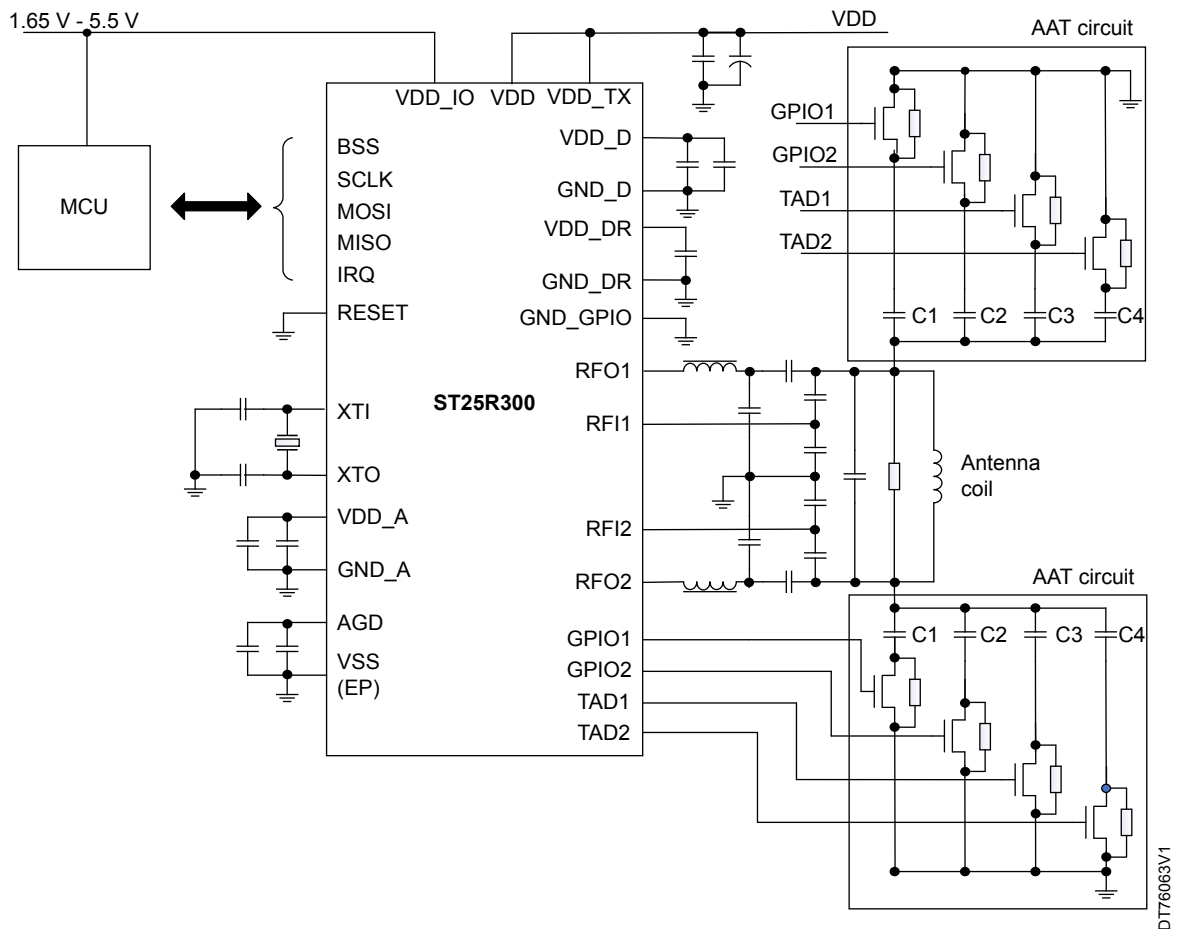 1.65 V - 5.5 V
VDD
AAT circuit
VDD_IO VDD VDD_TX
GPIO1
GPIO2
TAD1
TAD2
C1 C2 C3 C4
MCU
BSS
SCLK
MOSI
MISO
IRQ
RESET
XTI
XTO
VDD_A
GND_A
AGD
VSS
(EP)
ST25R300
VDD_D
GND_D
VDD_DR
GND_DR
GND_GPIO
RFO1
RFI1
RFI2
RFO2
GPIO1
GPIO2
TAD1
TAD2
Antenna
coil
AAT circuit
C1 C2 C3 C4
DT76063V1